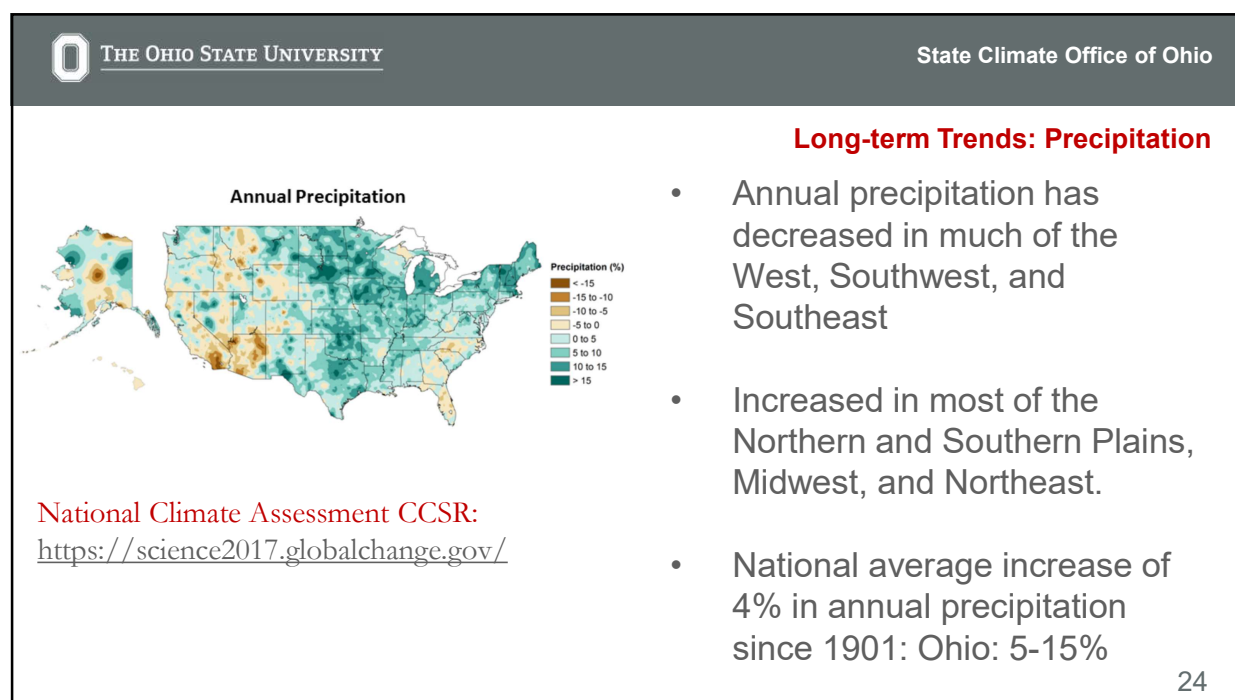 THE OHIO STATE UNIVERSITY
State Climate Office of Ohio
Long-term Trends: Precipitation
Annual Precipitation
Precipitation (%)
< -15
-15 to -10
-10 to -5
-5 to 0
0 to 5
5 to 10
10 to 15
> 15
National Climate Assessment CCSR:
https://science2017.globalchange.gov/
• Annual precipitation has
decreased in much of the
West, Southwest, and
Southeast
• Increased in most of the
Northern and Southern Plains,
Midwest, and Northeast.
• National average increase of
4% in annual precipitation
since 1901: Ohio: 5-15%
24